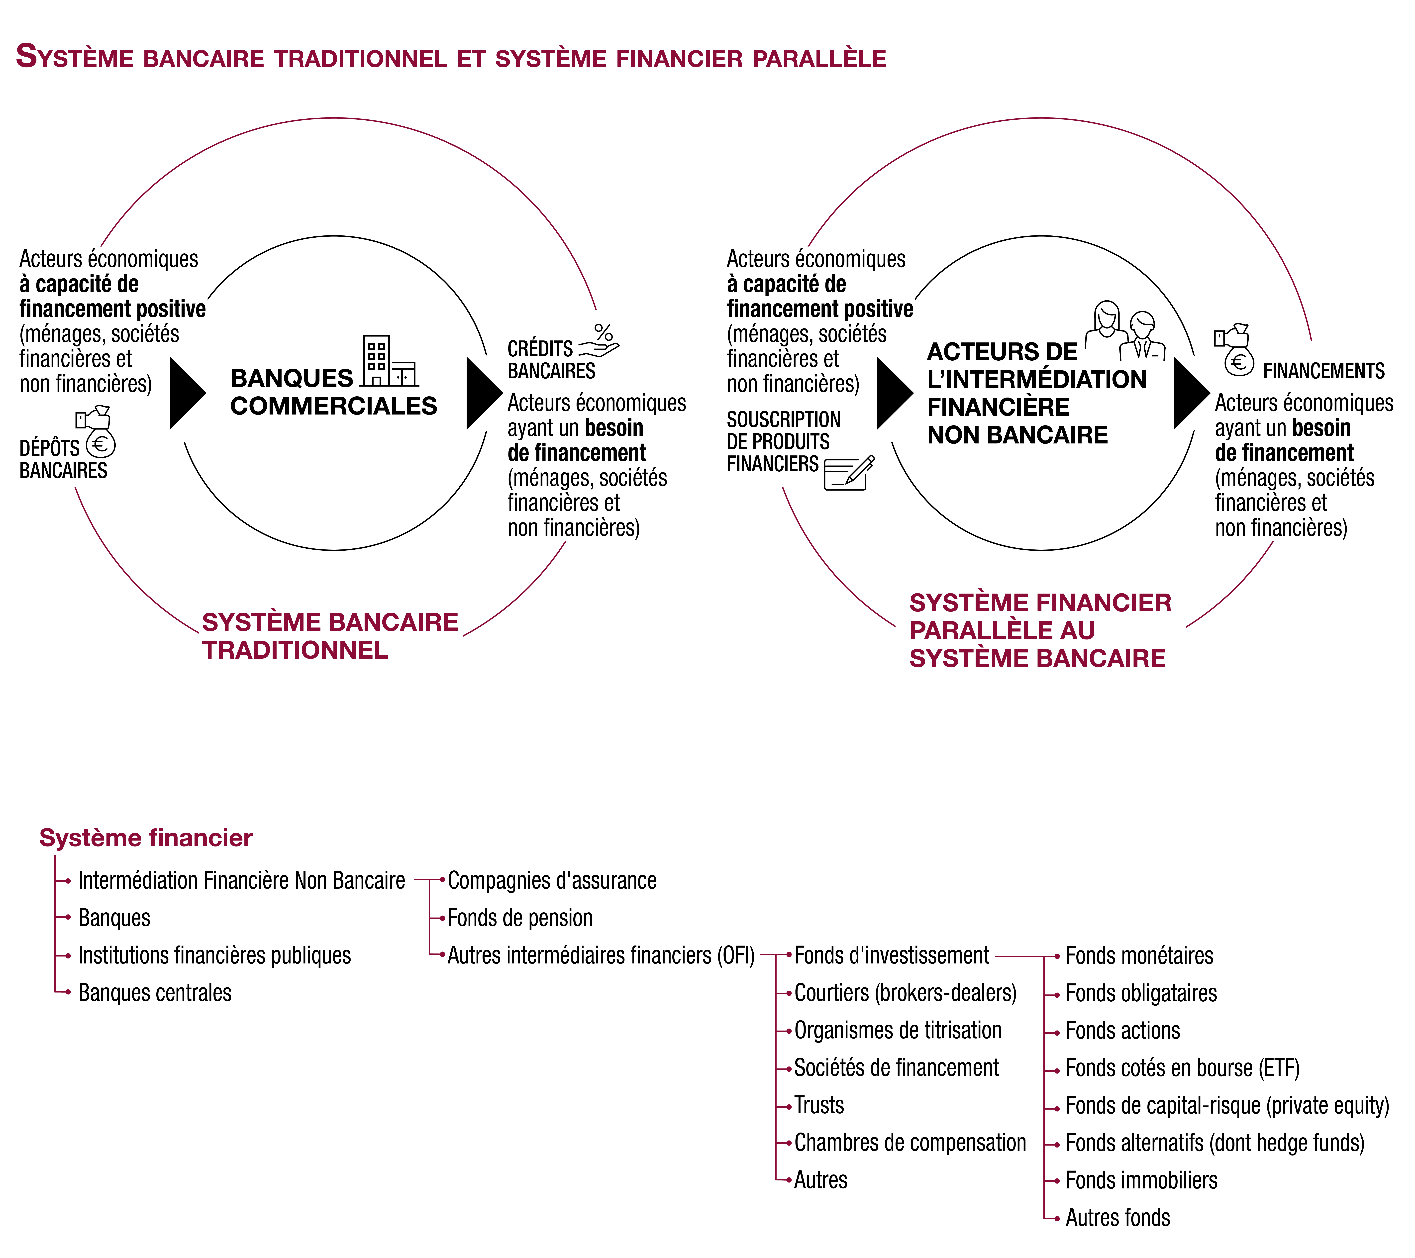 SYSTÈME BANCAIRE TRADITIONNEL ET SYSTÈME FINANCIER PARALLÈLE
Acteurs économiques
à capacité de
financement positive
(ménages, sociétés
financières et
non financières)
DÉPÔTS
BANCAIRES
€
BANQUES
COMMERCIALES
%
CRÉDITS
BANCAIRES
Acteurs économiques
ayant un besoin
de financement
(ménages, sociétés
financières et
non financières)
SYSTÈME BANCAIRE
TRADITIONNEL
Acteurs économiques
à capacité de
financement positive
(ménages, sociétés
financières et
non financières)
SOUSCRIPTION
DE PRODUITS
FINANCIERS
ACTEURS DE
L'INTERMÉDIATION
FINANCIÈRE
NON BANCAIRE
€
FINANCEMENTS
Acteurs économiques
ayant un besoin
de financement
(ménages, sociétés
financières et
non financières)
SYSTÈME FINANCIER
PARALLÈLE AU
SYSTÈME BANCAIRE
Système financier
Intermédiation Financière Non Bancaire
Banques
Institutions financières publiques
Banques centrales
Compagnies d'assurance
Fonds de pension
Autres intermédiaires financiers (OFI)
Fonds d'investissement
Courtiers (brokers-dealers)
Organismes de titrisation
Sociétés de financement
Trusts
Chambres de compensation
Autres
Fonds monétaires
Fonds obligataires
Fonds actions
Fonds cotés en bourse (ETF)
Fonds de capital-risque (private equity)
Fonds alternatifs (dont hedge funds)
Fonds immobiliers
Autres fonds